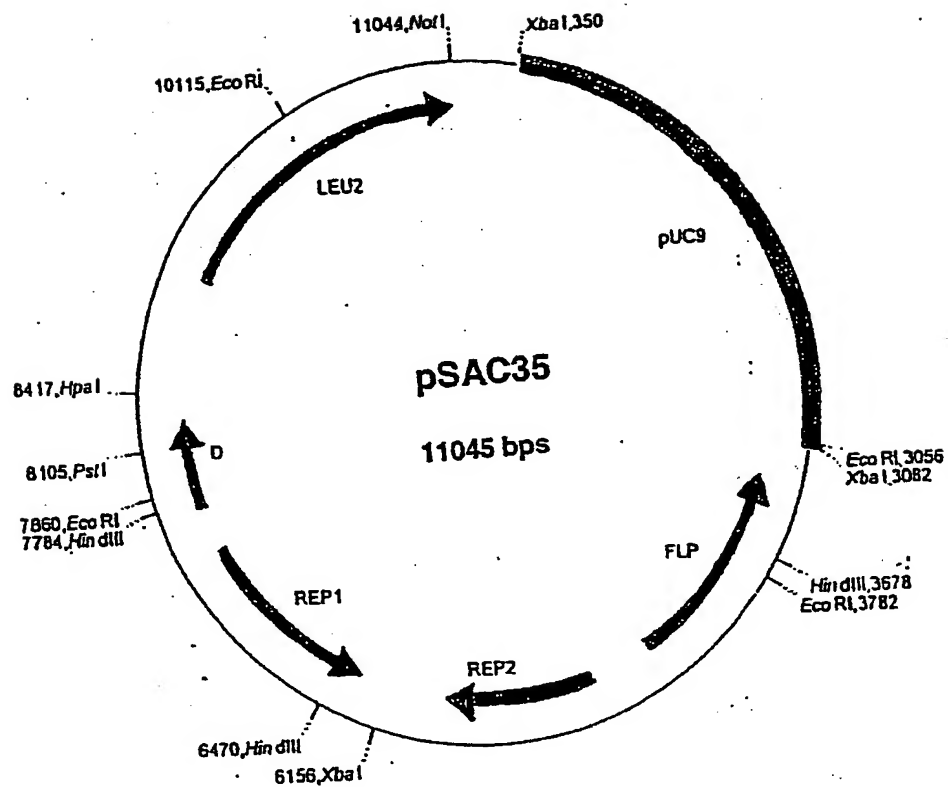 11044,NotI
XbaI,350
10115,EcoRI
LEU2
pUC9
pSAC35
8417,HpaI
11045 bps
D
8105,PstI
EcoRI,3056
XbaI,3082
7860,EcoRI
7784,HindIII
FLP
HindIII,3678
EcoRI,3782
REP1
REP2
6470,HindIII
6156,XbaI